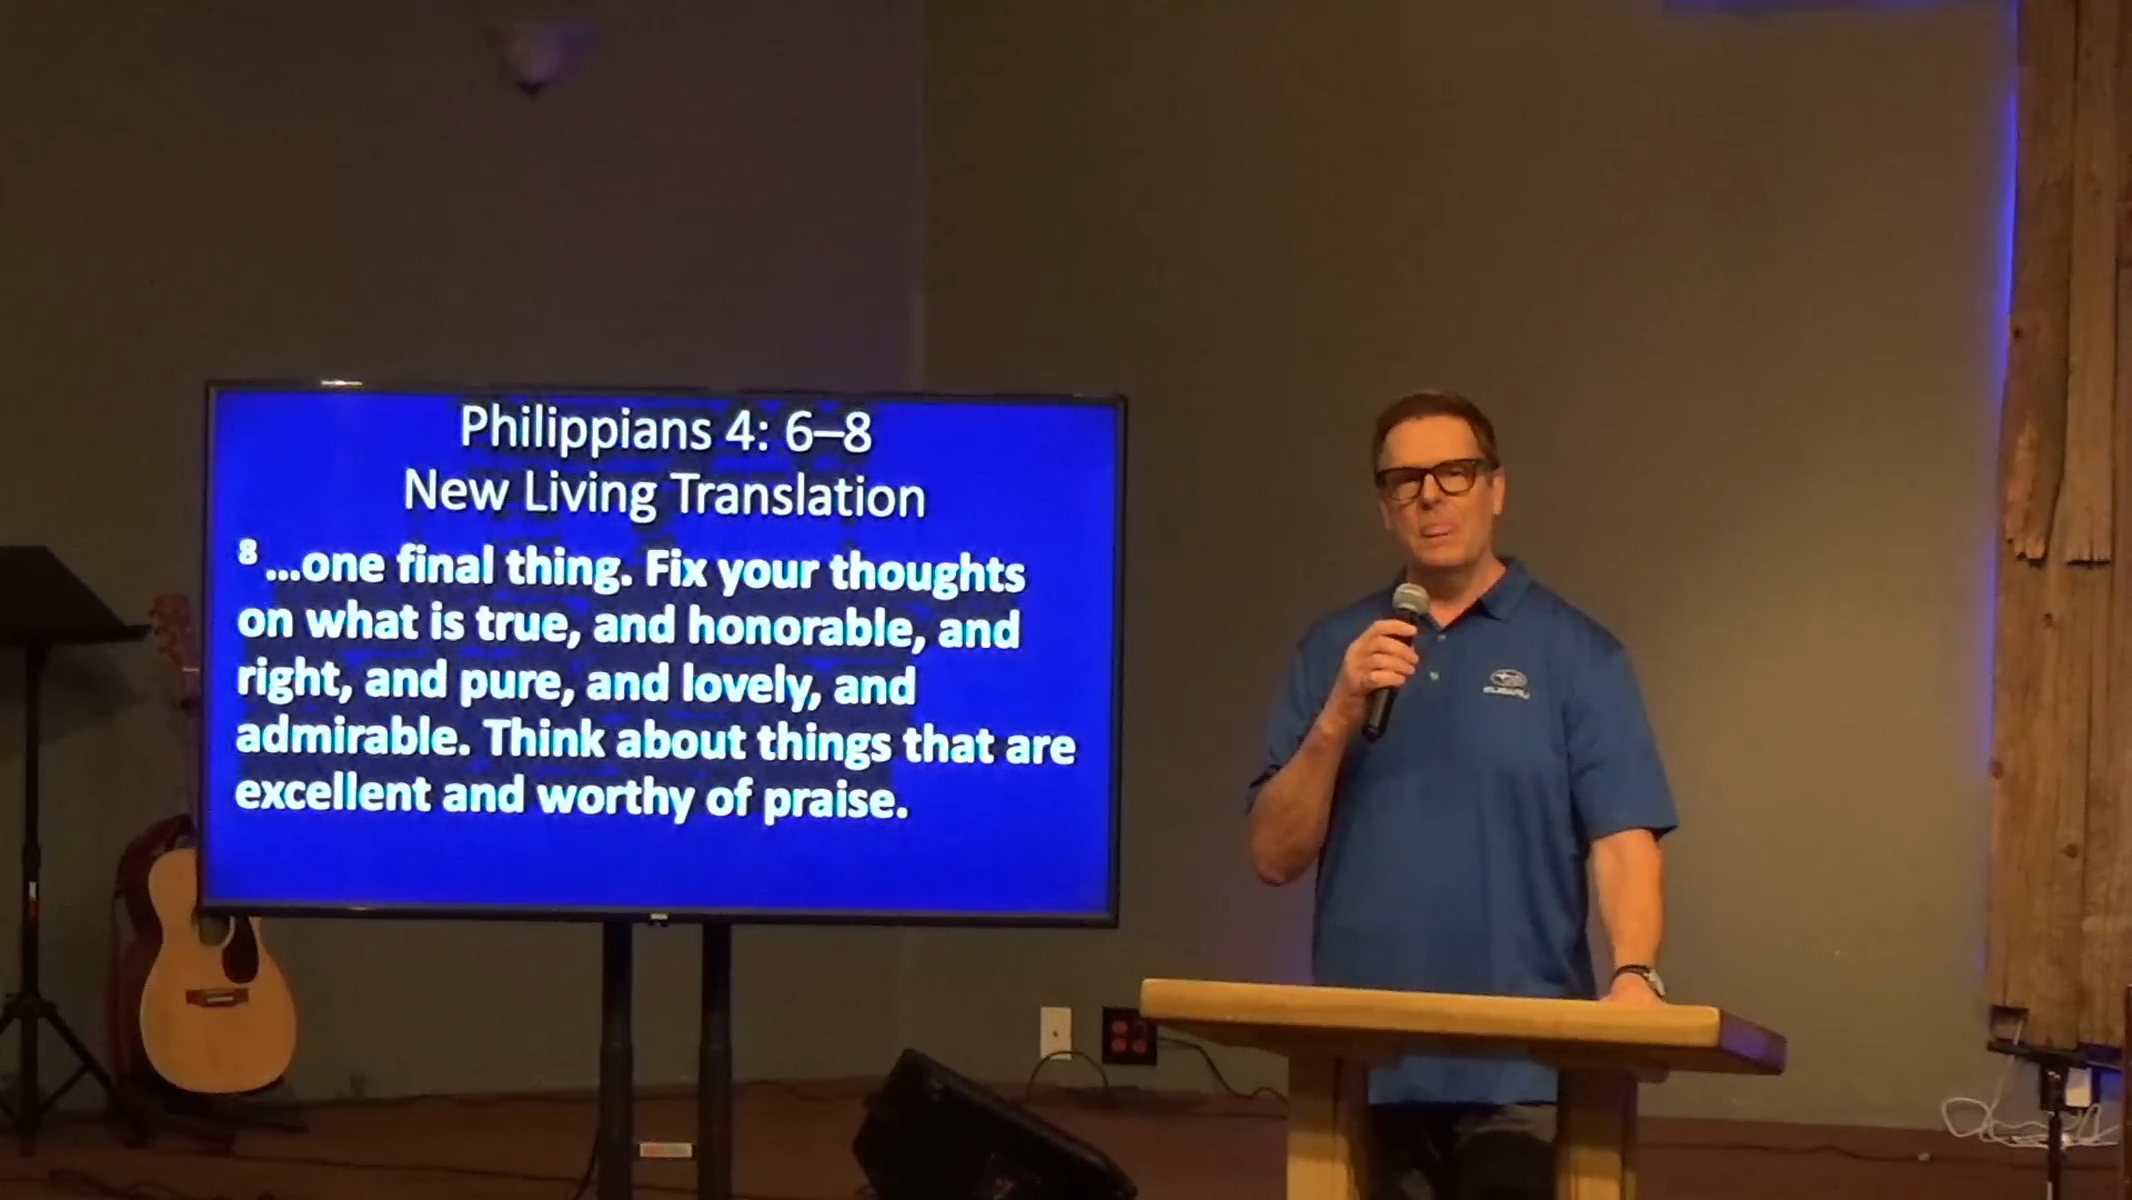 Philippians 4: 6–8
New Living Translation
8 ...one final thing. Fix your thoughts
on what is true, and honorable, and
right, and pure, and lovely, and
admirable. Think about things that are
excellent and worthy of praise.
SUBARU